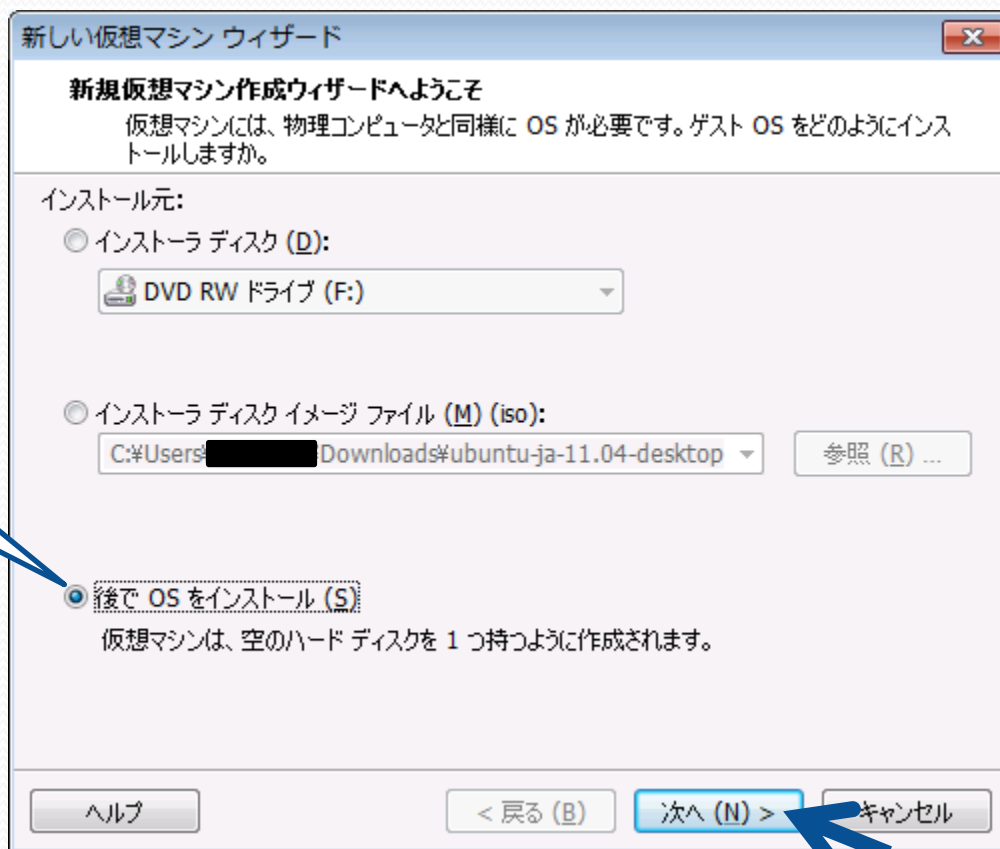 新しい仮想マシン ウィザード
新規仮想マシン作成ウィザードへようこそ
仮想マシンには、物理コンピュータと同様に OS が必要です。ゲスト OS をどのようにインス
トールしますか。
インストール元:
インストーラ ディスク (D):
DVD RW ドライブ (F:)
インストーラ ディスク イメージ ファイル (M) (iso):
C:¥Users¥ Downloads¥ubuntu-ja-11.04-desktop
参照 (R) ...
後で OS をインストール (S)
仮想マシンは、空のハード ディスクを 1 つ持つように作成されます。
ヘルプ
< 戻る (B)
次へ (N) >
キャンセル